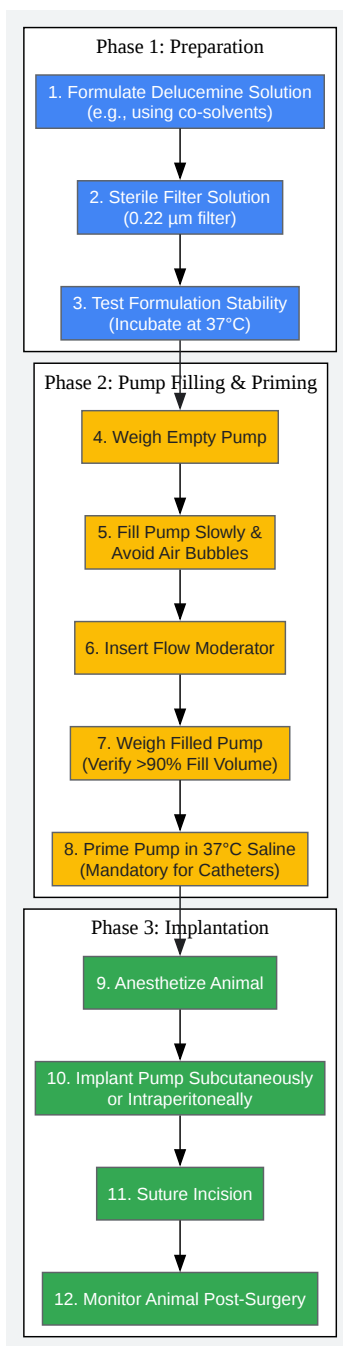 Phase 1: Preparation
1. Formulate Delucemine Solution
(e.g., using co-solvents)
2. Sterile Filter Solution
(0.22 µm filter)
3. Test Formulation Stability
(Incubate at 37°C)
Phase 2: Pump Filling & Priming
4. Weigh Empty Pump
5. Fill Pump Slowly &
Avoid Air Bubbles
6. Insert Flow Moderator
7. Weigh Filled Pump
(Verify >90% Fill Volume)
8. Prime Pump in 37°C Saline
(Mandatory for Catheters)
Phase 3: Implantation
9. Anesthetize Animal
10. Implant Pump Subcutaneously
or Intraperitoneally
11. Suture Incision
12. Monitor Animal Post-Surgery